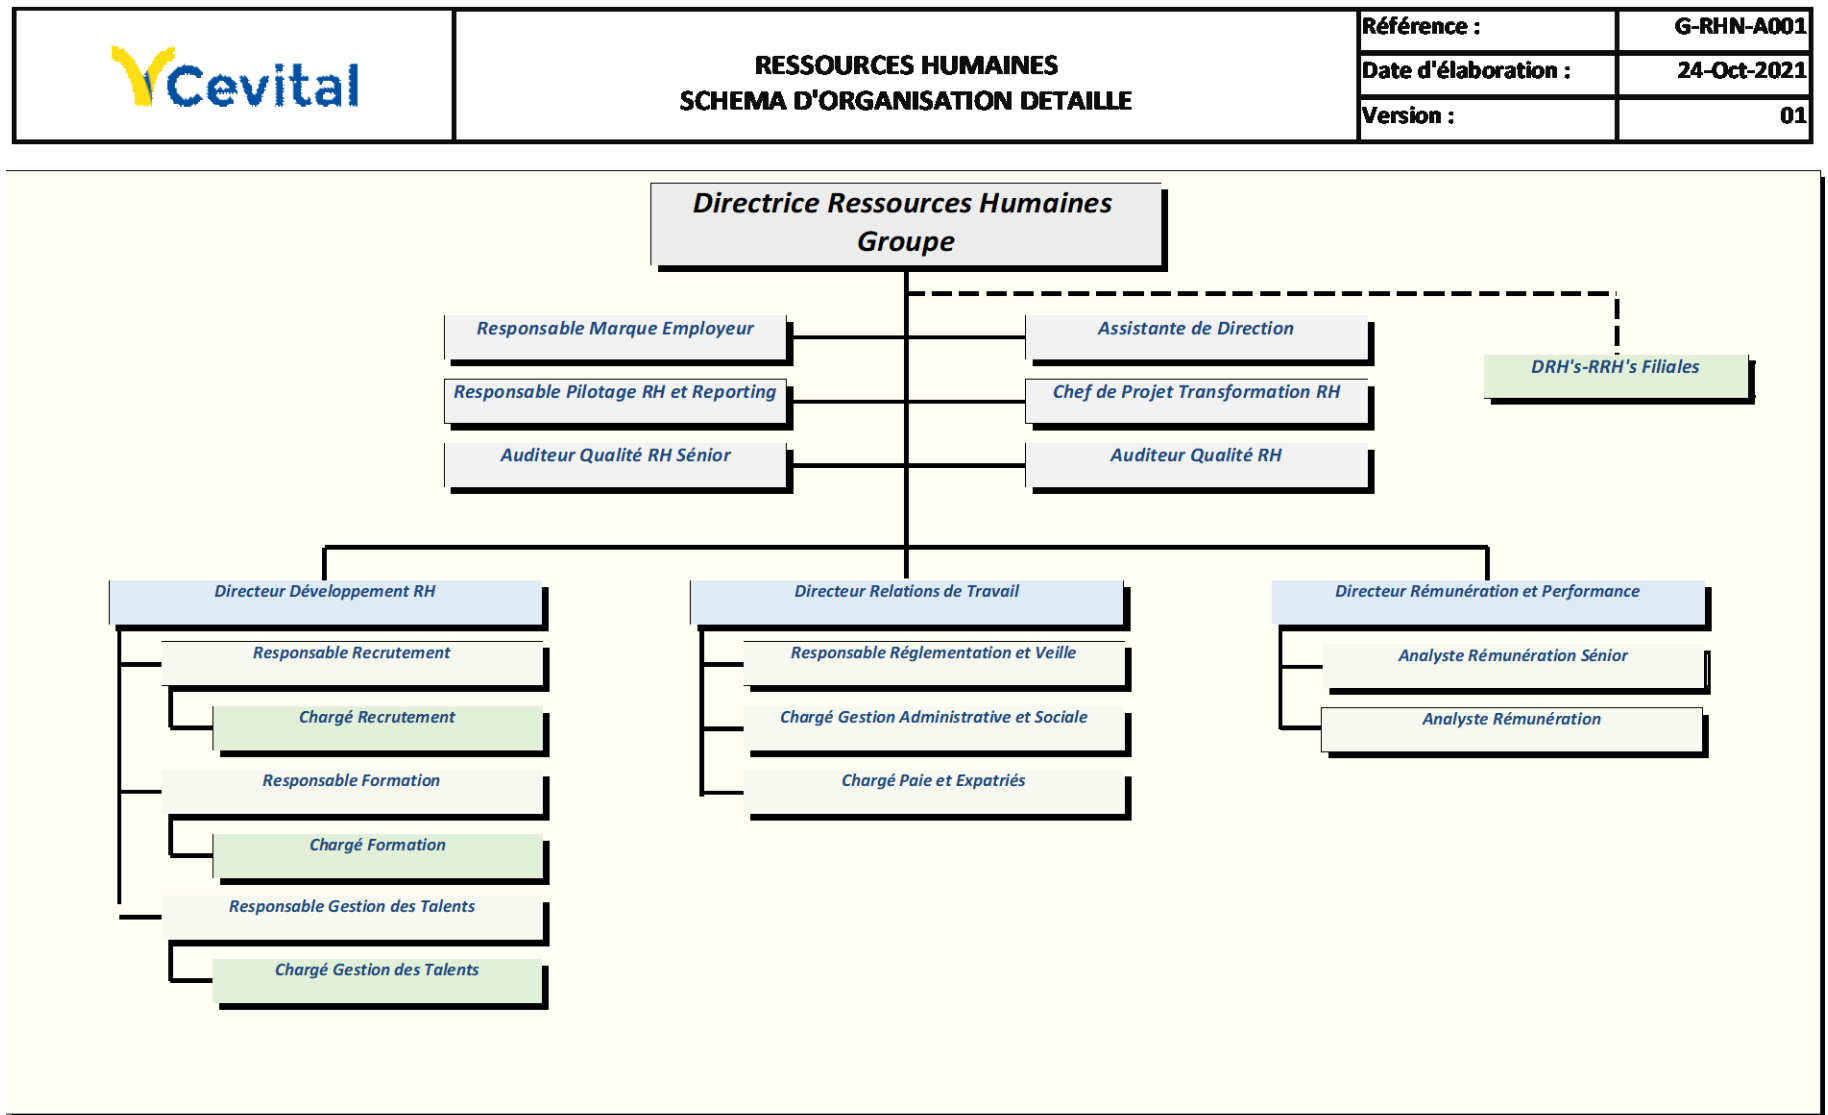 Cevital
RESSOURCES HUMAINES
SCHEMA D'ORGANISATION DETAILLE
Référence : G-RHN-A001
Date d'élaboration : 24-Oct-2021
Version : 01
Directrice Ressources Humaines
Groupe
Responsable Marque Employeur
Assistante de Direction
DRH's-RRH's Filiales
Responsable Pilotage RH et Reporting
Chef de Projet Transformation RH
Auditeur Qualité RH Sénior
Auditeur Qualité RH
Directeur Développement RH
Responsable Recrutement
Chargé Recrutement
Responsable Formation
Chargé Formation
Responsable Gestion des Talents
Chargé Gestion des Talents
Directeur Relations de Travail
Responsable Réglementation et Veille
Chargé Gestion Administrative et Sociale
Chargé Paie et Expatriés
Directeur Rémunération et Performance
Analyste Rémunération Sénior
Analyste Rémunération